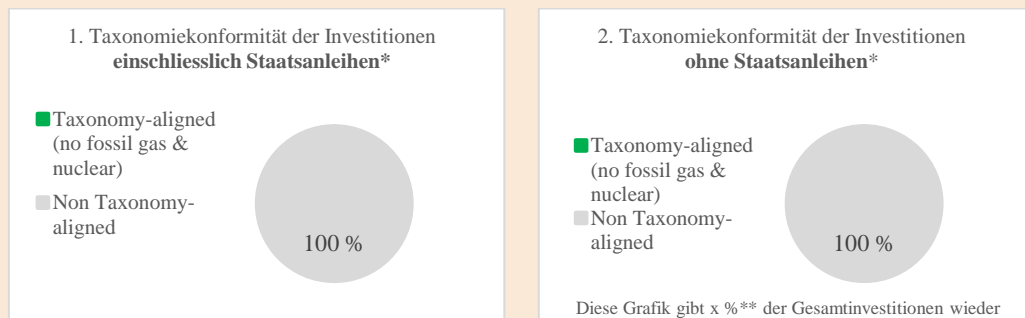 1. Taxonomiekonformität der Investitionen
einschliesslich Staatsanleihen*
Taxonomy-aligned
(no fossil gas &
nuclear)
Non Taxonomy-
aligned
100 %
2. Taxonomiekonformität der Investitionen
ohne Staatsanleihen*
Taxonomy-aligned
(no fossil gas &
nuclear)
Non Taxonomy-
aligned
100 %
Diese Grafik gibt x %** der Gesamtinvestitionen wieder